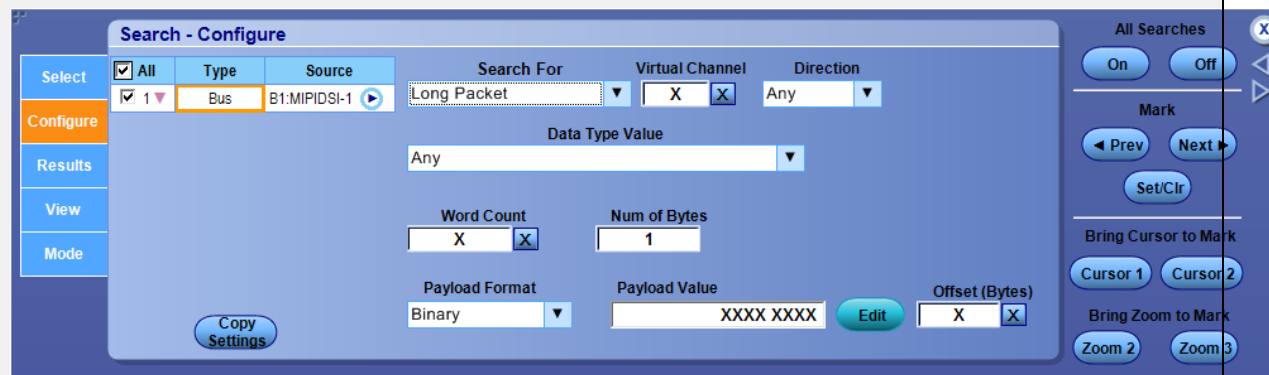 Search - Configure
Select
Configure
Results
View
Mode
All Type Source
1 Bus B1:MIPIDSI-1
Copy
Settings
Search For Virtual Channel Direction
Long Packet X X Any
Data Type Value
Any
Word Count Num of Bytes
X X 1
Payload Format Payload Value Offset (Bytes)
Binary XXXX XXXX Edit X X
All Searches X
On Off
Mark
Prev Next
Set/Clr
Bring Cursor to Mark
Cursor 1 Cursor 2
Bring Zoom to Mark
Zoom 2 Zoom 3